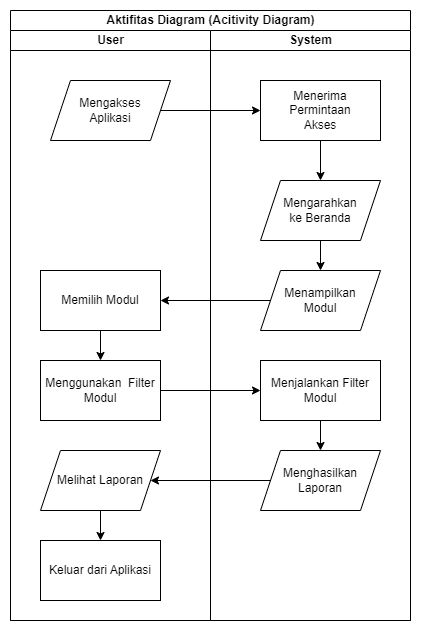 Aktifitas Diagram (Acitivity Diagram)
User
System
Mengakses
Aplikasi
Menerima
Permintaan
Akses
Mengarahkan
ke Beranda
Menampilkan
Modul
Memilih Modul
Menggunakan Filter
Modul
Menjalankan Filter
Modul
Menghasilkan
Laporan
Melihat Laporan
Keluar dari Aplikasi